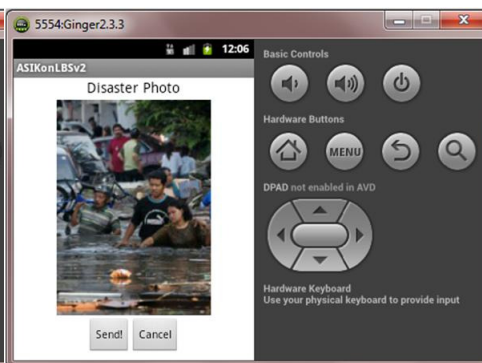 5554:Ginger2.3.3
12:06
ASIKonLBSv2
Disaster Photo
Send!
Cancel
Basic Controls
Hardware Buttons
MENU
DPAD not enabled in AVD
Hardware Keyboard
Use your physical keyboard to provide input